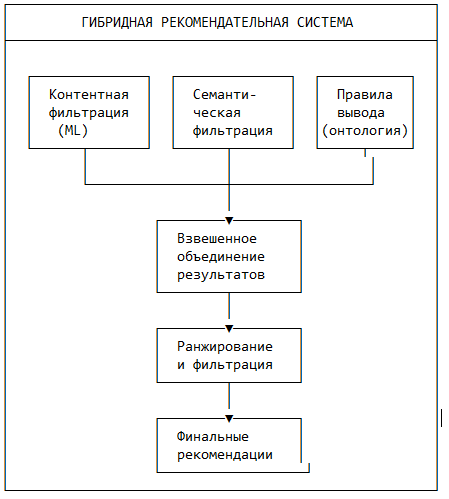 ГИБРИДНАЯ РЕКОМЕНДАТЕЛЬНАЯ СИСТЕМА
Контентная
фильтрация
(ML)
Семанти-
ческая
фильтрация
Правила
вывода
(онтология)
Взвешенное
объединение
результатов
Ранжирование
и фильтрация
Финальные
рекомендации